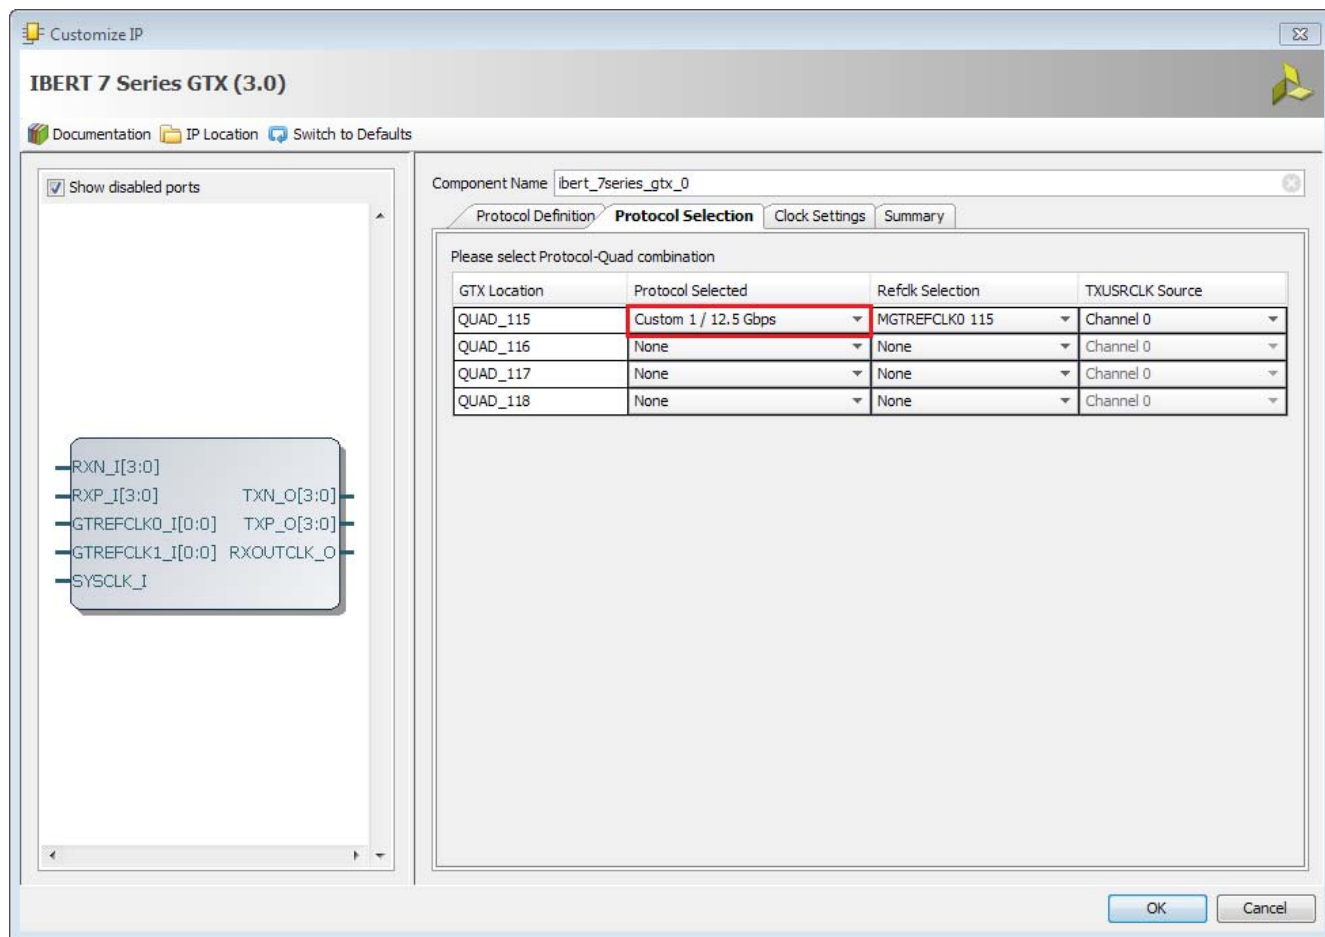 Customize IP
IBERT 7 Series GTX (3.0)
Documentation IP Location Switch to Defaults
Show disabled ports
RXN_I[3:0]
RXP_I[3:0] TXN_O[3:0]
GTREFCLK0_I[0:0] TXP_O[3:0]
GTREFCLK1_I[0:0] RXOUTCLK_O
SYSCLK_I
Component Name ibert_7series_gtx_0
Protocol Definition Protocol Selection Clock Settings Summary
Please select Protocol-Quad combination
GTX Location Protocol Selected Refclk Selection TXUSRCLK Source
QUAD_115 Custom 1 / 12.5 Gbps MGTREFCLK0 115 Channel 0
QUAD_116 None None Channel 0
QUAD_117 None None Channel 0
QUAD_118 None None Channel 0
OK Cancel